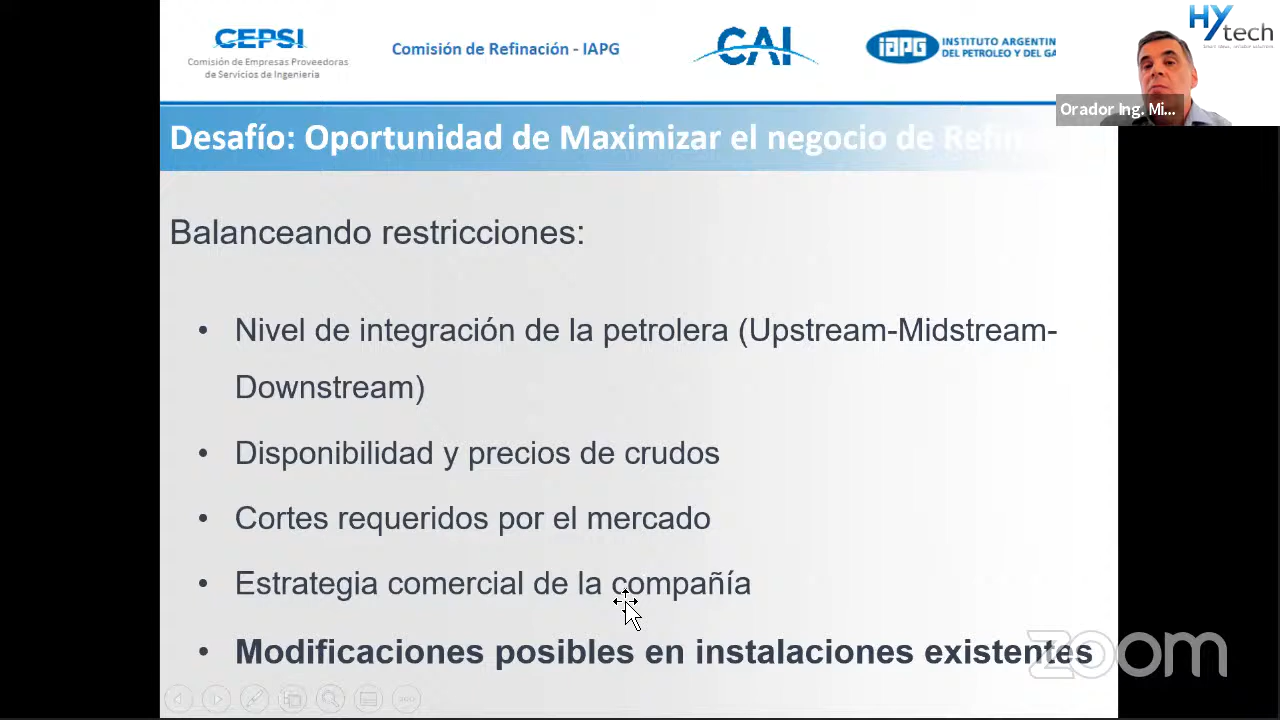 CEPSI
Comisión de Empresas Proveedoras
de Servicios de Ingeniería
Comisión de Refinación - IAPG
CAI
iAPG
INSTITUTO ARGENTIN
DEL PETROLEO Y DEL GA
HYtech
Orador Ing. Mi...
Desafío: Oportunidad de Maximizar el negocio de Refin
Balanceando restricciones:
• Nivel de integración de la petrolera (Upstream-Midstream-
Downstream)
• Disponibilidad y precios de crudos
• Cortes requeridos por el mercado
• Estrategia comercial de la compañía
• Modificaciones posibles en instalaciones existentes
zoom